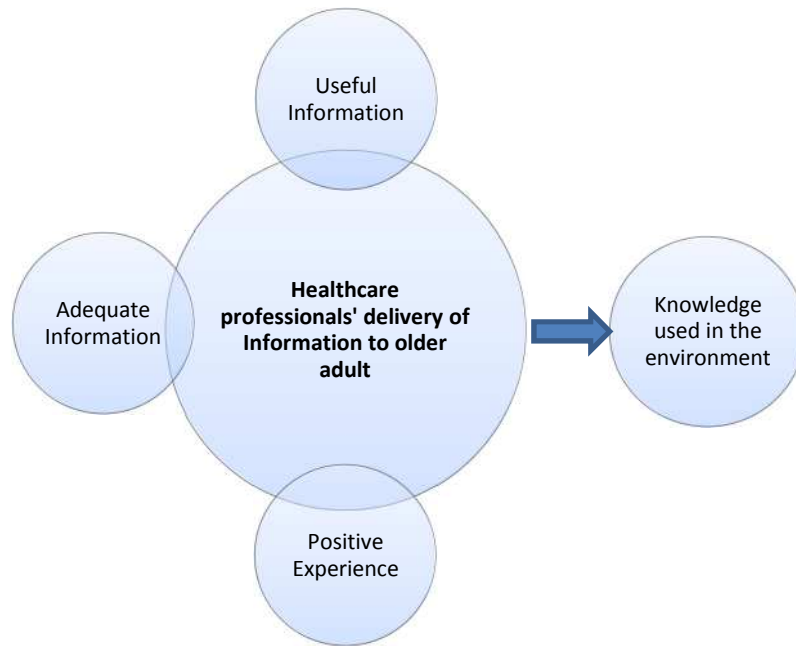 Useful
Information
Adequate
Information
Healthcare
professionals' delivery of
Information to older
adult
Knowledge
used in the
environment
Positive
Experience